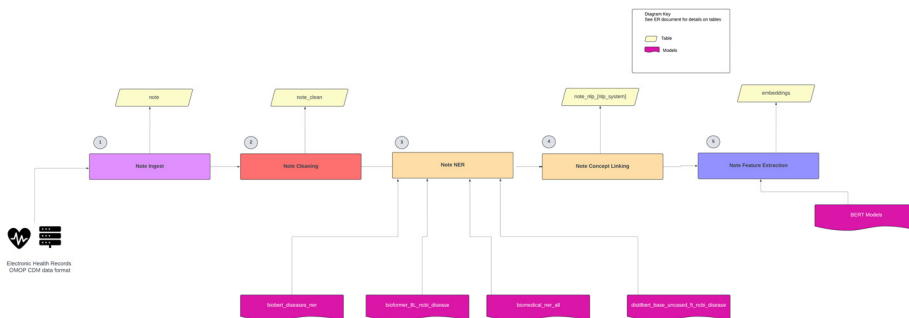 Diagram Key
See ER document for details on tables
Table
Models
note
note_clean
note_nlp_[nlp_system]
embeddings
1
2
3
4
5
Note Ingest
Note Cleaning
Note NER
Note Concept Linking
Note Feature Extraction
BERT Models
Electronic Health Records
OMOP CDM data format
biobert_diseases_ner
bioformer_8L_ncbi_disease
biomedical_ner_all
distilbert_base_uncased_ft_ncbi_disease